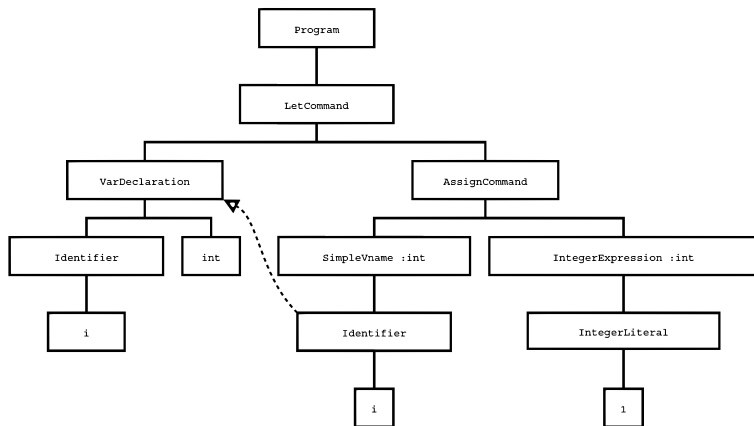 Program
LetCommand
VarDeclaration
AssignCommand
Identifier
int
SimpleVname :int
IntegerExpression :int
i
Identifier
IntegerLiteral
i
1